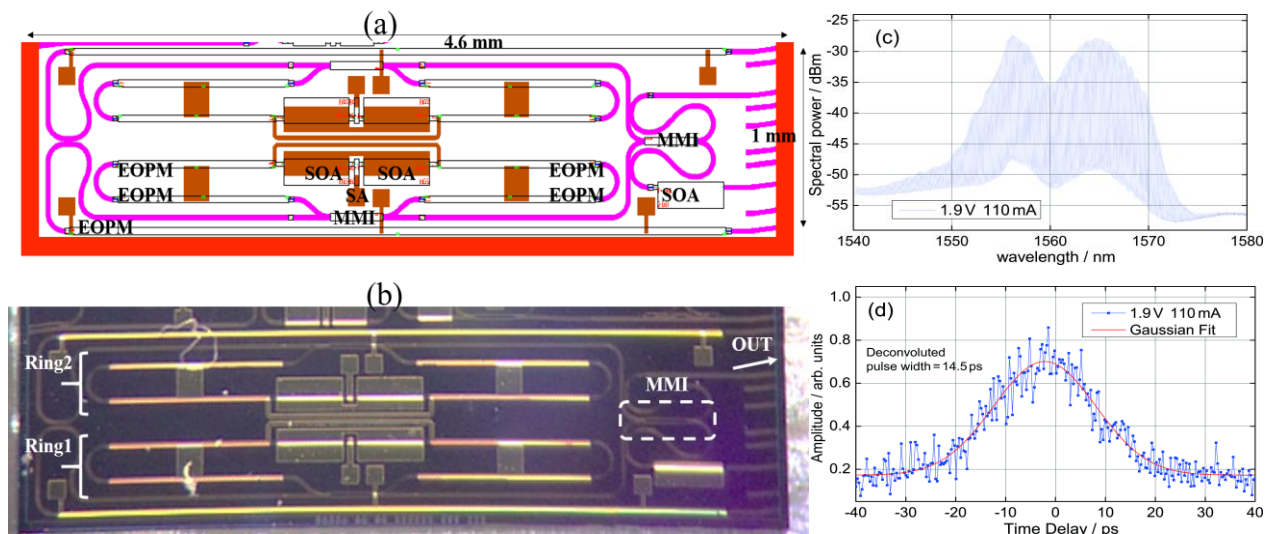 (a)
4.6 mm
1 mm
MMI
EOPM
SOA
SOA
EOPM
EOPM
SA
EOPM
SOA
MMI
EOPM
(b)
Ring2
OUT
MMI
Ring1
(c)
Spectral power / dBm
-25
-30
-35
-40
-45
-50
-55
1.9 V 110 mA
1540
1550
1560
1570
1580
wavelength / nm
(d)
Amplitude / arb. units
1.0
0.8
0.6
0.4
0.2
1.9 V 110 mA
Gaussian Fit
Deconvoluted
pulse width = 14.5 ps
-40
-30
-20
-10
0
10
20
30
40
Time Delay / ps